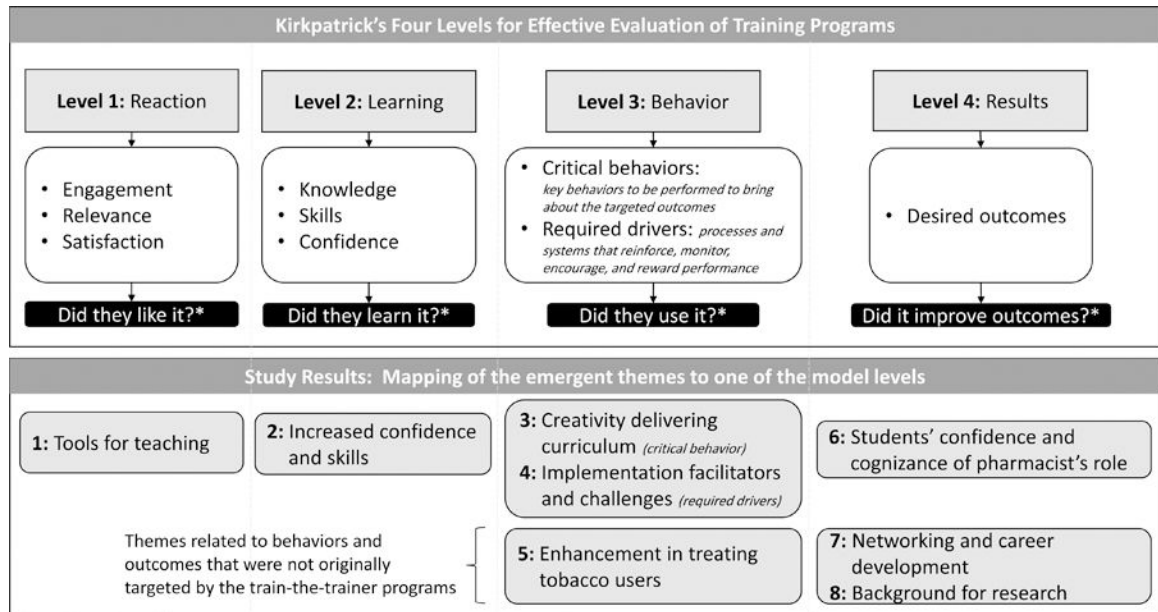 Kirkpatrick's Four Levels for Effective Evaluation of Training Programs
Level 1: Reaction
• Engagement
• Relevance
• Satisfaction
Did they like it?*
Level 2: Learning
• Knowledge
• Skills
• Confidence
Did they learn it?*
Level 3: Behavior
• Critical behaviors:
key behaviors to be performed to bring
about the targeted outcomes
• Required drivers: processes and
systems that reinforce, monitor,
encourage, and reward performance
Did they use it?*
Level 4: Results
• Desired outcomes
Did it improve outcomes?*
Study Results: Mapping of the emergent themes to one of the model levels
1: Tools for teaching
2: Increased confidence
and skills
3: Creativity delivering
curriculum (critical behavior)
4: Implementation facilitators
and challenges (required drivers)
6: Students' confidence and
cognizance of pharmacist's role
Themes related to behaviors and
outcomes that were not originally
targeted by the train-the-trainer programs
5: Enhancement in treating
tobacco users
7: Networking and career
development
8: Background for research